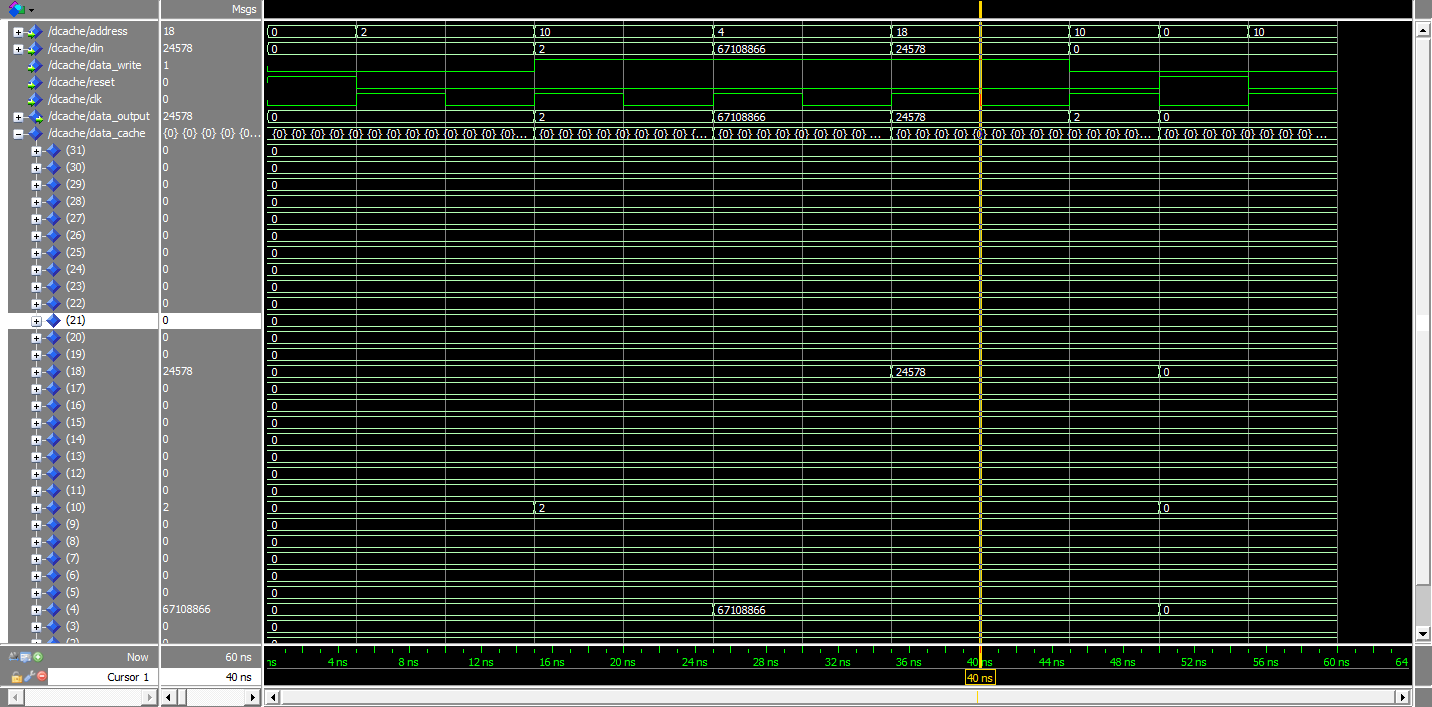 Msgs
/dcache/address 18 0 2 10 4 18 10 0 10
/dcache/din 24578 0 2 67108866 24578 0
/dcache/data_write 1
/dcache/reset 0
/dcache/clk 0
/dcache/data_output 24578 0 2 67108866 24578 2 0
/dcache/data_cache {0} {0} {0} {0} {0... {0} {0} {0} {0} {0} {0} {0} {0} {0} {0} {0} {0} {0}... {0} {0} {0} {0} {0} {0} {0} {0} {0... {0} {0} {0} {0} {0} {0} {0} {0} ... {0} {0} {0} {0} {0} {0} {0} {0} {0} {0} {0} {0} {0}... {0} {0} {0} {0} {0} {0} {0} {0} ...
(31) 0 0
(30) 0 0
(29) 0 0
(28) 0 0
(27) 0 0
(26) 0 0
(25) 0 0
(24) 0 0
(23) 0 0
(22) 0 0
(21) 0 0
(20) 0 0
(19) 0 0
(18) 24578 0 24578 0
(17) 0 0
(16) 0 0
(15) 0 0
(14) 0 0
(13) 0 0
(12) 0 0
(11) 0 0
(10) 2 0 2 0
(9) 0 0
(8) 0 0
(7) 0 0
(6) 0 0
(5) 0 0
(4) 67108866 0 67108866 0
(3) 0 0
Now 60 ns ns 4 ns 8 ns 12 ns 16 ns 20 ns 24 ns 28 ns 32 ns 36 ns 40 ns 44 ns 48 ns 52 ns 56 ns 60 ns 64
Cursor 1 40 ns 40 ns